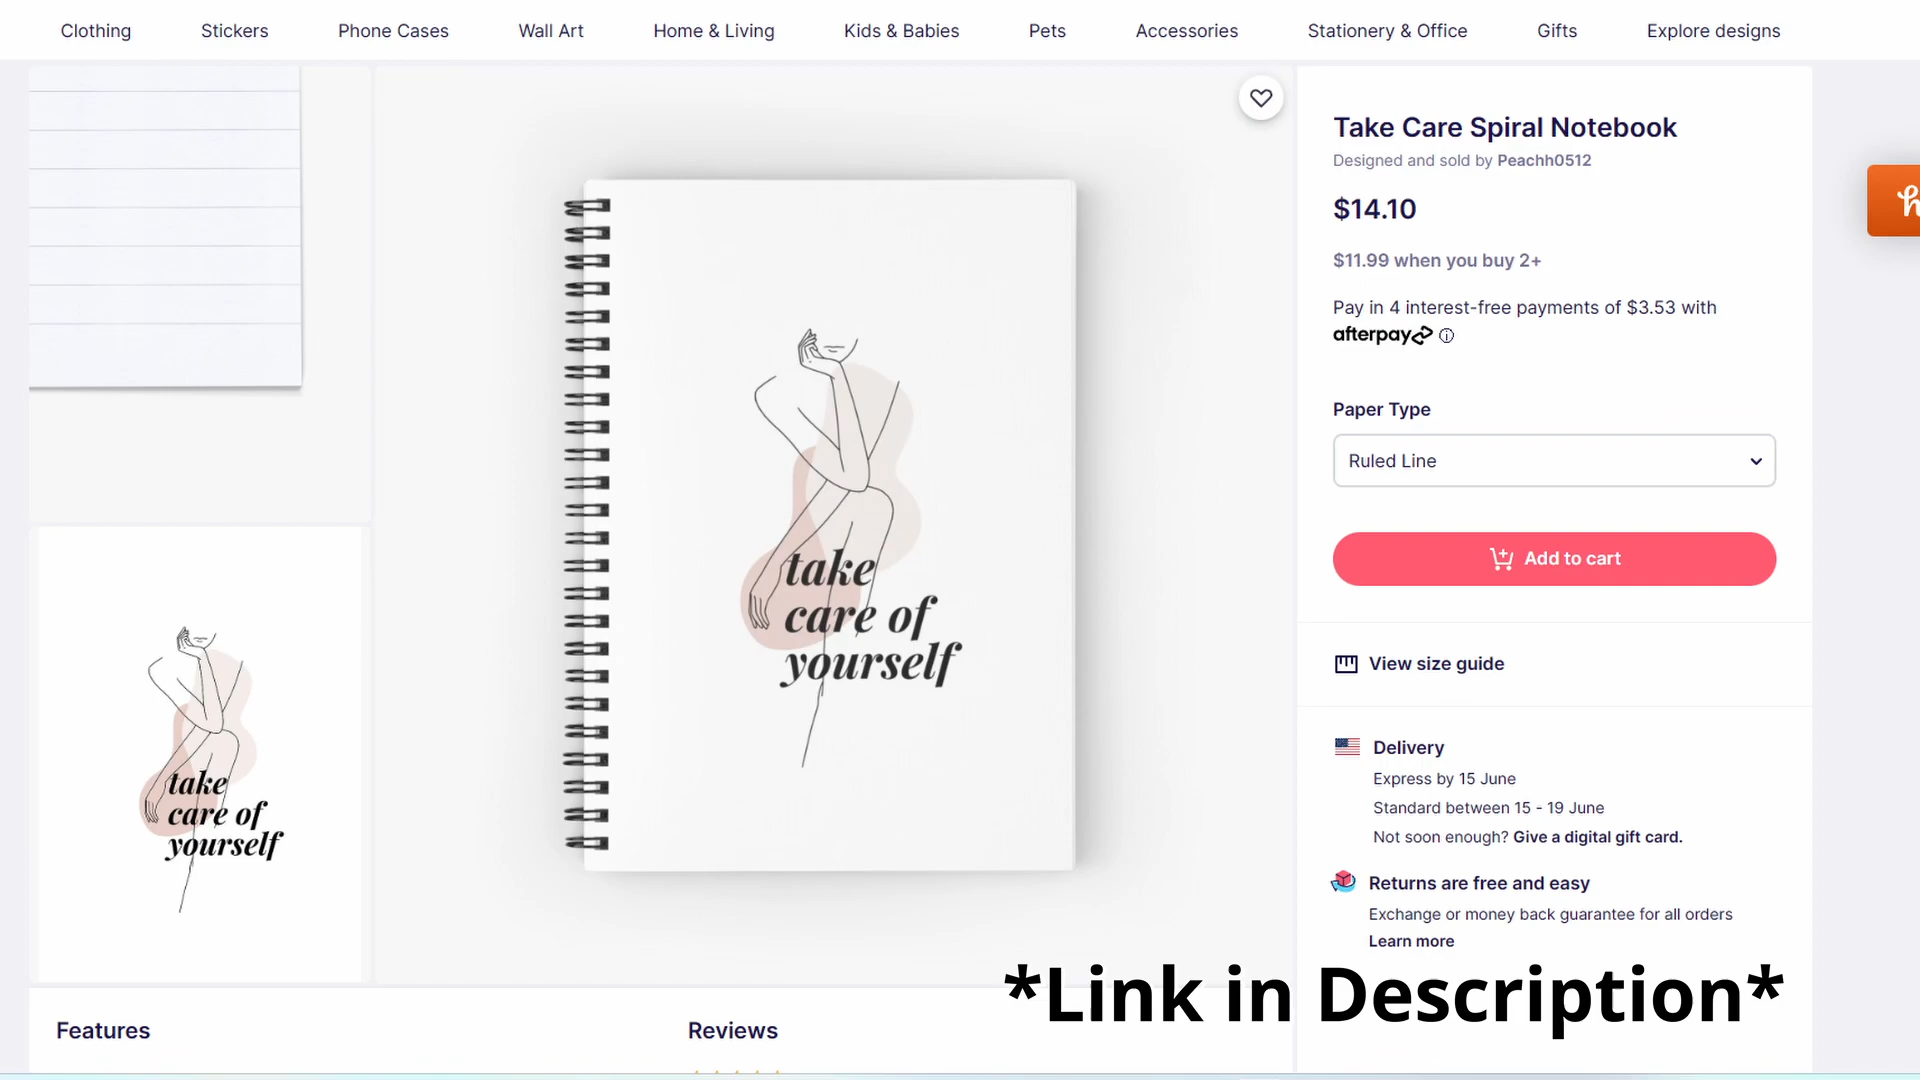 Clothing
Stickers
Phone Cases
Wall Art
Home & Living
Kids & Babies
Pets
Accessories
Stationery & Office
Gifts
Explore designs
take
care of
yourself
take
care of
yourself
Take Care Spiral Notebook
Designed and sold by Peachh0512
$14.10
$11.99 when you buy 2+
Pay in 4 interest-free payments of $3.53 with
afterpay
Paper Type
Ruled Line
Add to cart
View size guide
Delivery
Express by 15 June
Standard between 15 - 19 June
Not soon enough? Give a digital gift card.
Returns are free and easy
Exchange or money back guarantee for all orders
Learn more
*Link in Description*
Features
Reviews